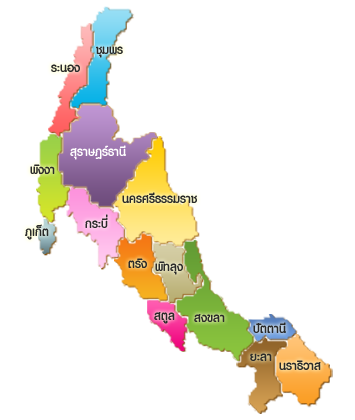 ชุมพร
ระนอง
สุราษฎร์ธานี
พังงา
นครศรีธรรมราช
กระบี่
ภูเก็ต
ตรัง
พัทลุง
สตูล
สงขลา
ปัตตานี
ยะลา
นราธิวาส